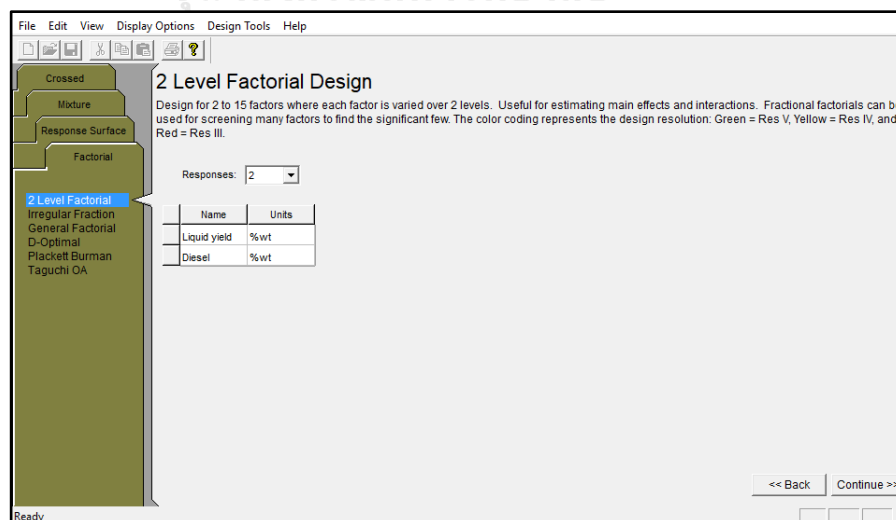 File Edit View Display Options Design Tools Help
Crossed
Mixture
Response Surface
Factorial
2 Level Factorial
Irregular Fraction
General Factorial
D-Optimal
Plackett Burman
Taguchi OA
2 Level Factorial Design
Design for 2 to 15 factors where each factor is varied over 2 levels. Useful for estimating main effects and interactions. Fractional factorials can be
used for screening many factors to find the significant few. The color coding represents the design resolution: Green = Res V, Yellow = Res IV, and
Red = Res III.
Responses: 2
Name Units
Liquid yield %wt
Diesel %wt
<< Back Continue >>
Ready